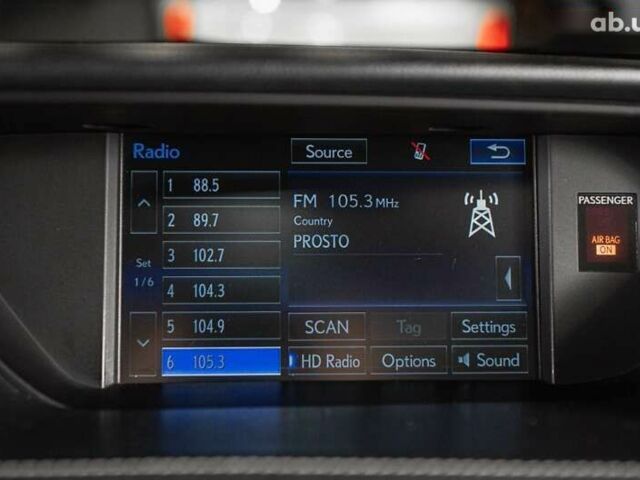 ab.u
Radio
Source
1 88.5
2 89.7
3 102.7
4 104.3
5 104.9
6 105.3
Set
1/6
FM 105.3 MHz
Country
PROSTO
SCAN Tag Settings
HD Radio Options Sound
PASSENGER
AIR BAG
ON